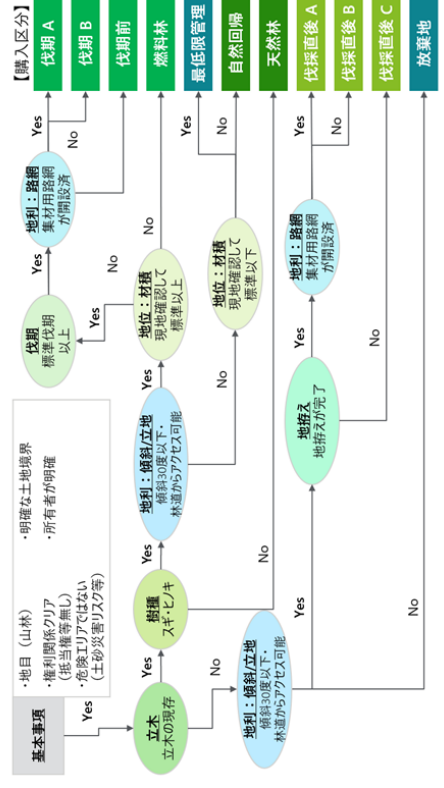 基本事項
・地目（山林）
・権利関係クリア
（抵当権等無し）
・危険エリアではない
（土砂災害リスク等）
・明確な土地境界
・所有者が明確
Yes
立木
立木の現存
Yes
No
樹種
スギ・ヒノキ
Yes
No
地利：傾斜/立地
傾斜30度以下・
林道からアクセス可能
Yes
No
地位：材積
現地確認して
標準以上
Yes
No
伐期
標準伐期
以上
Yes
No
地利：路網
集材用路網
が開設済
Yes
No
地位：材積
現地確認して
標準以下
Yes
No
地利：傾斜/立地
傾斜30度以下・
林道からアクセス可能
Yes
No
地拵え
地拵えが完了
Yes
No
地利：路網
集材用路網
が開設済
Yes
No
【購入区分】
伐期 A
伐期 B
伐期前
燃料林
最低限管理
自然回帰
天然林
伐採直後 A
伐採直後 B
伐採直後 C
放棄地